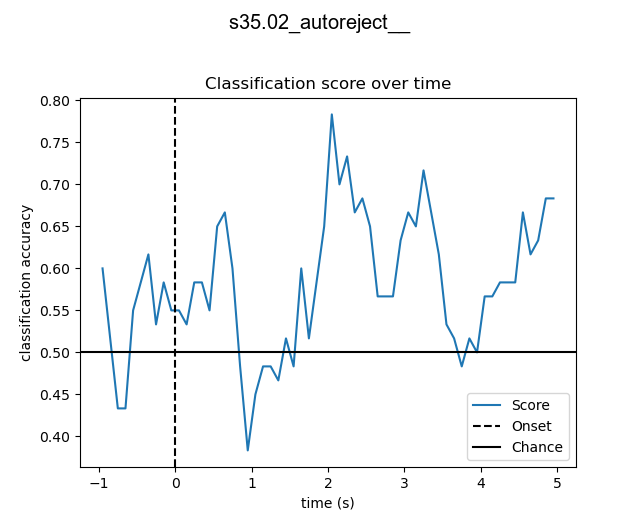 s35.02_autoreject__
Classification score over time
classification accuracy
0.80
0.75
0.70
0.65
0.60
0.55
0.50
0.45
0.40
Score
Onset
Chance
−1
0
1
2
3
4
5
time (s)